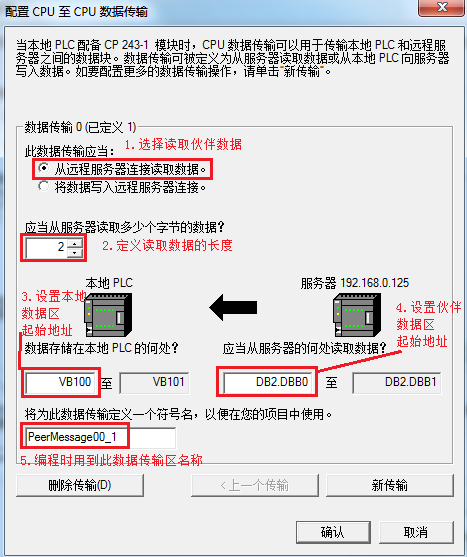 配置 CPU 至 CPU 数据传输
当本地 PLC 配备 CP 243-1 模块时，CPU 数据传输可以用于传输本地 PLC 和远程服
务器之间的数据块。数据传输可被定义为从服务器读取数据或从本地 PLC 向服务器
写入数据。如要配置更多的数据传输操作，请单击"新传输"。
数据传输 0 (已定义 1)
此数据传输应当：
1.选择读取伙伴数据
从远程服务器连接读取数据。
将数据写入远程服务器连接。
应当从服务器读取多少个字节的数据？
2
2.定义读取数据的长度
3.设置本地
数据区
起始地址
本地 PLC
服务器 192.168.0.125
4.设置伙伴
数据区
起始地址
数据存储在本地 PLC 的何处？
应当从服务器的何处读取数据？
VB100 至 VB101
DB2.DBB0 至 DB2.DBB1
将为此数据传输定义一个符号名，以便在您的项目中使用。
PeerMessage00_1
5.编程时用到此数据传输区名称
删除传输(D)
<上一个传输
新传输
确认
取消